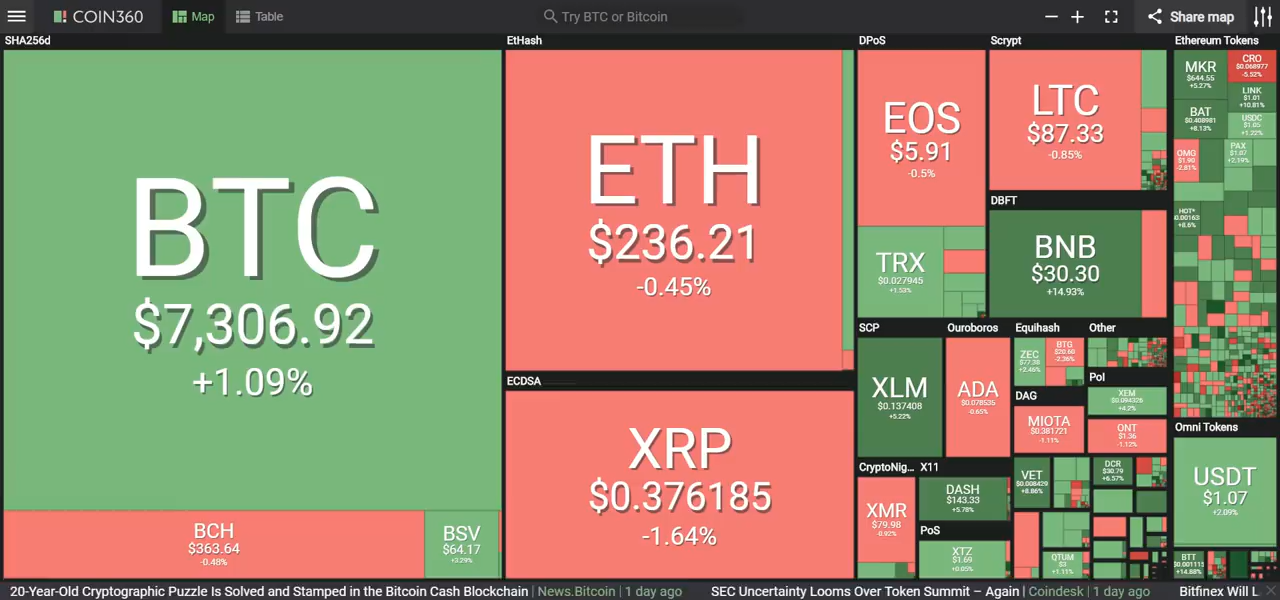 COIN360
Map
Table
Try BTC or Bitcoin
Share map
SHA256d
BTC
$7,306.92
+1.09%
BCH
$363.64
-0.48%
BSV
$64.17
+3.29%
EtHash
ETH
$236.21
-0.45%
ECDSA
XRP
$0.376185
-1.64%
DPoS
EOS
$5.91
-0.5%
TRX
$0.027945
+1.53%
Scrypt
LTC
$87.33
-0.85%
DBFT
BNB
$30.30
+14.93%
SCP
XLM
$0.137408
+5.22%
Ouroboros
ADA
$0.078535
-0.65%
Equihash
ZEC
$77.38
+2.46%
BTG
$20.60
-2.36%
Other
PoI
XEM
$0.094326
+4.2%
DAG
MIOTA
$0.381721
-1.11%
ONT
$1.36
-1.12%
CryptoNig...
XMR
$79.98
-0.92%
X11
DASH
$143.33
+5.78%
PoS
XTZ
$1.69
+0.05%
VET
$0.008429
+8.86%
DCR
$30.79
+6.57%
QTUM
$3
+1.11%
Ethereum Tokens
MKR
$644.55
+5.27%
CRO
$0.068977
-5.52%
LINK
$1.01
+10.81%
BAT
$0.408981
+8.13%
USDC
$1.05
+1.22%
OMG
$1.90
-2.81%
PAX
$1.07
+2.19%
HOT*
0.00163
+8.6%
Omni Tokens
USDT
$1.07
+2.09%
BTT
$0.001115
+14.88%
20-Year-Old Cryptographic Puzzle Is Solved and Stamped in the Bitcoin Cash Blockchain | News.Bitcoin | 1 day ago
SEC Uncertainty Looms Over Token Summit – Again | Coindesk | 1 day ago
Bitfinex Will L